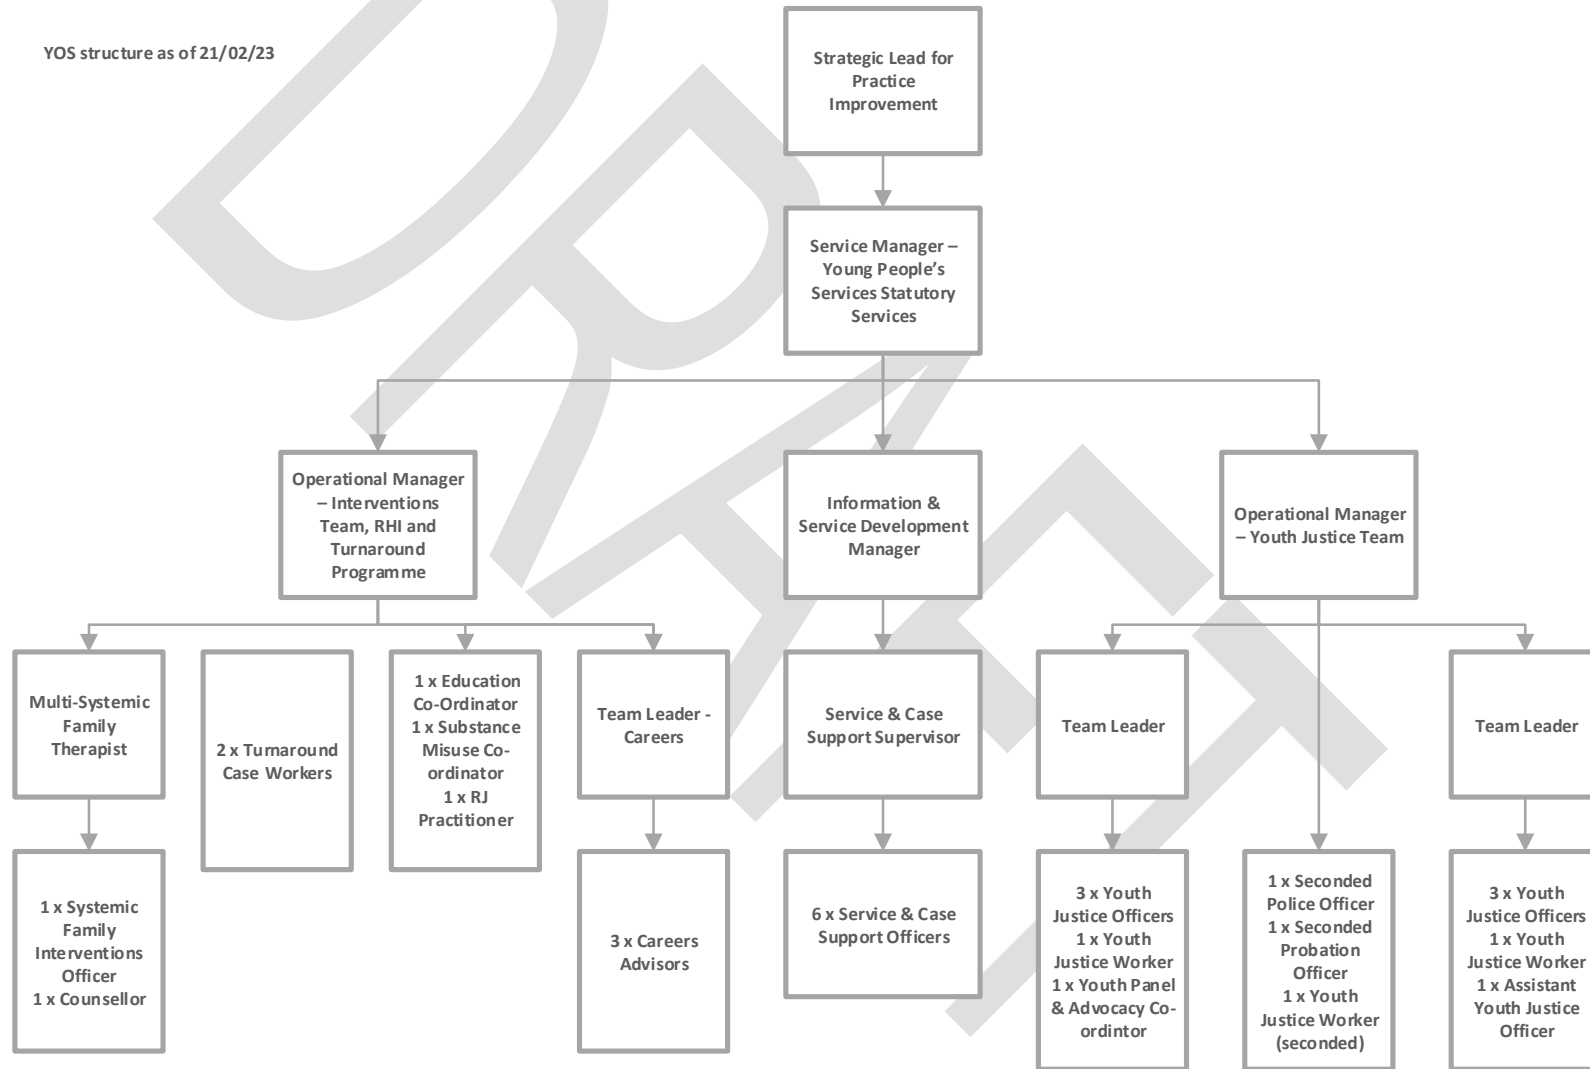 YOS structure as of 21/02/23
Strategic Lead for
Practice
Improvement
Service Manager –
Young People's
Services Statutory
Services
Operational Manager
– Interventions
Team, RHI and
Turnaround
Programme
Information &
Service Development
Manager
Operational Manager
– Youth Justice Team
Multi-Systemic
Family
Therapist
2 x Turnaround
Case Workers
1 x Education
Co-Ordinator
1 x Substance
Misuse Co-
ordinator
1 x RJ
Practitioner
Team Leader -
Careers
Service & Case
Support Supervisor
Team Leader
Team Leader
1 x Systemic
Family
Interventions
Officer
1 x Counsellor
3 x Careers
Advisors
6 x Service & Case
Support Officers
3 x Youth
Justice Officers
1 x Youth
Justice Worker
1 x Youth Panel
& Advocacy Co-
ordintor
1 x Seconded
Police Officer
1 x Seconded
Probation
Officer
1 x Youth
Justice Worker
(seconded)
3 x Youth
Justice Officers
1 x Youth
Justice Worker
1 x Assistant
Youth Justice
Officer
DRAFT